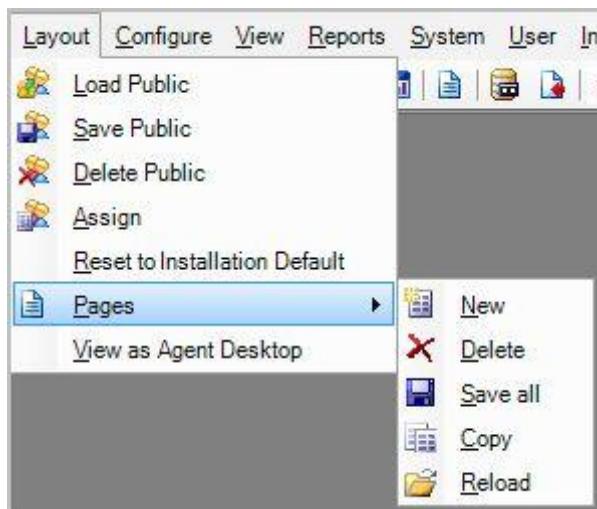 Layout Configure View Reports System User
Load Public
Save Public
Delete Public
Assign
Reset to Installation Default
Pages
View as Agent Desktop
New
Delete
Save all
Copy
Reload